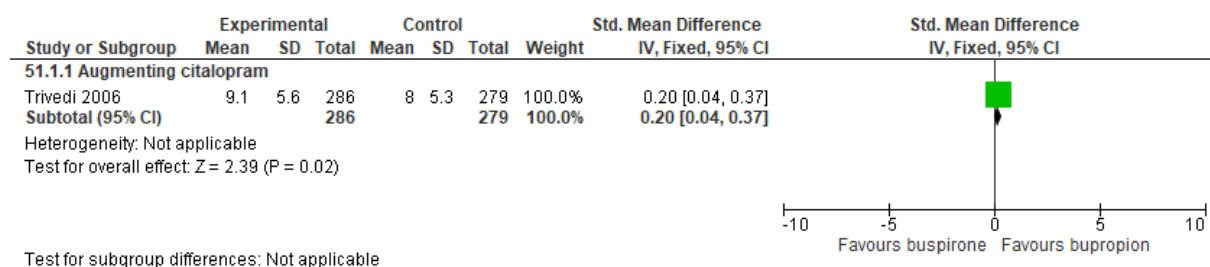 Experimental Control Std. Mean Difference Std. Mean Difference
Study or Subgroup Mean SD Total Mean SD Total Weight IV, Fixed, 95% CI IV, Fixed, 95% CI
51.1.1 Augmenting citalopram
Trivedi 2006 9.1 5.6 286 8 5.3 279 100.0% 0.20 [0.04, 0.37]
Subtotal (95% CI) 286 279 100.0% 0.20 [0.04, 0.37]
Heterogeneity: Not applicable
Test for overall effect: Z = 2.39 (P = 0.02)
-10 -5 0 5 10
Favours buspirone Favours bupropion
Test for subgroup differences: Not applicable